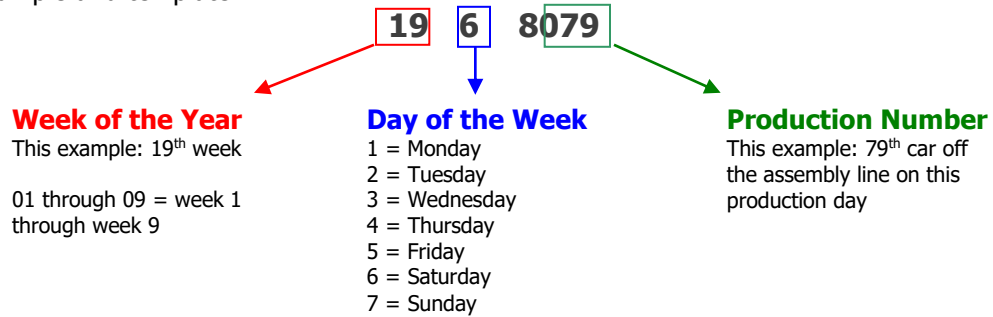 19 6 8079
Week of the Year
This example: 19th week
01 through 09 = week 1
through week 9
Day of the Week
1 = Monday
2 = Tuesday
3 = Wednesday
4 = Thursday
5 = Friday
6 = Saturday
7 = Sunday
Production Number
This example: 79th car off
the assembly line on this
production day